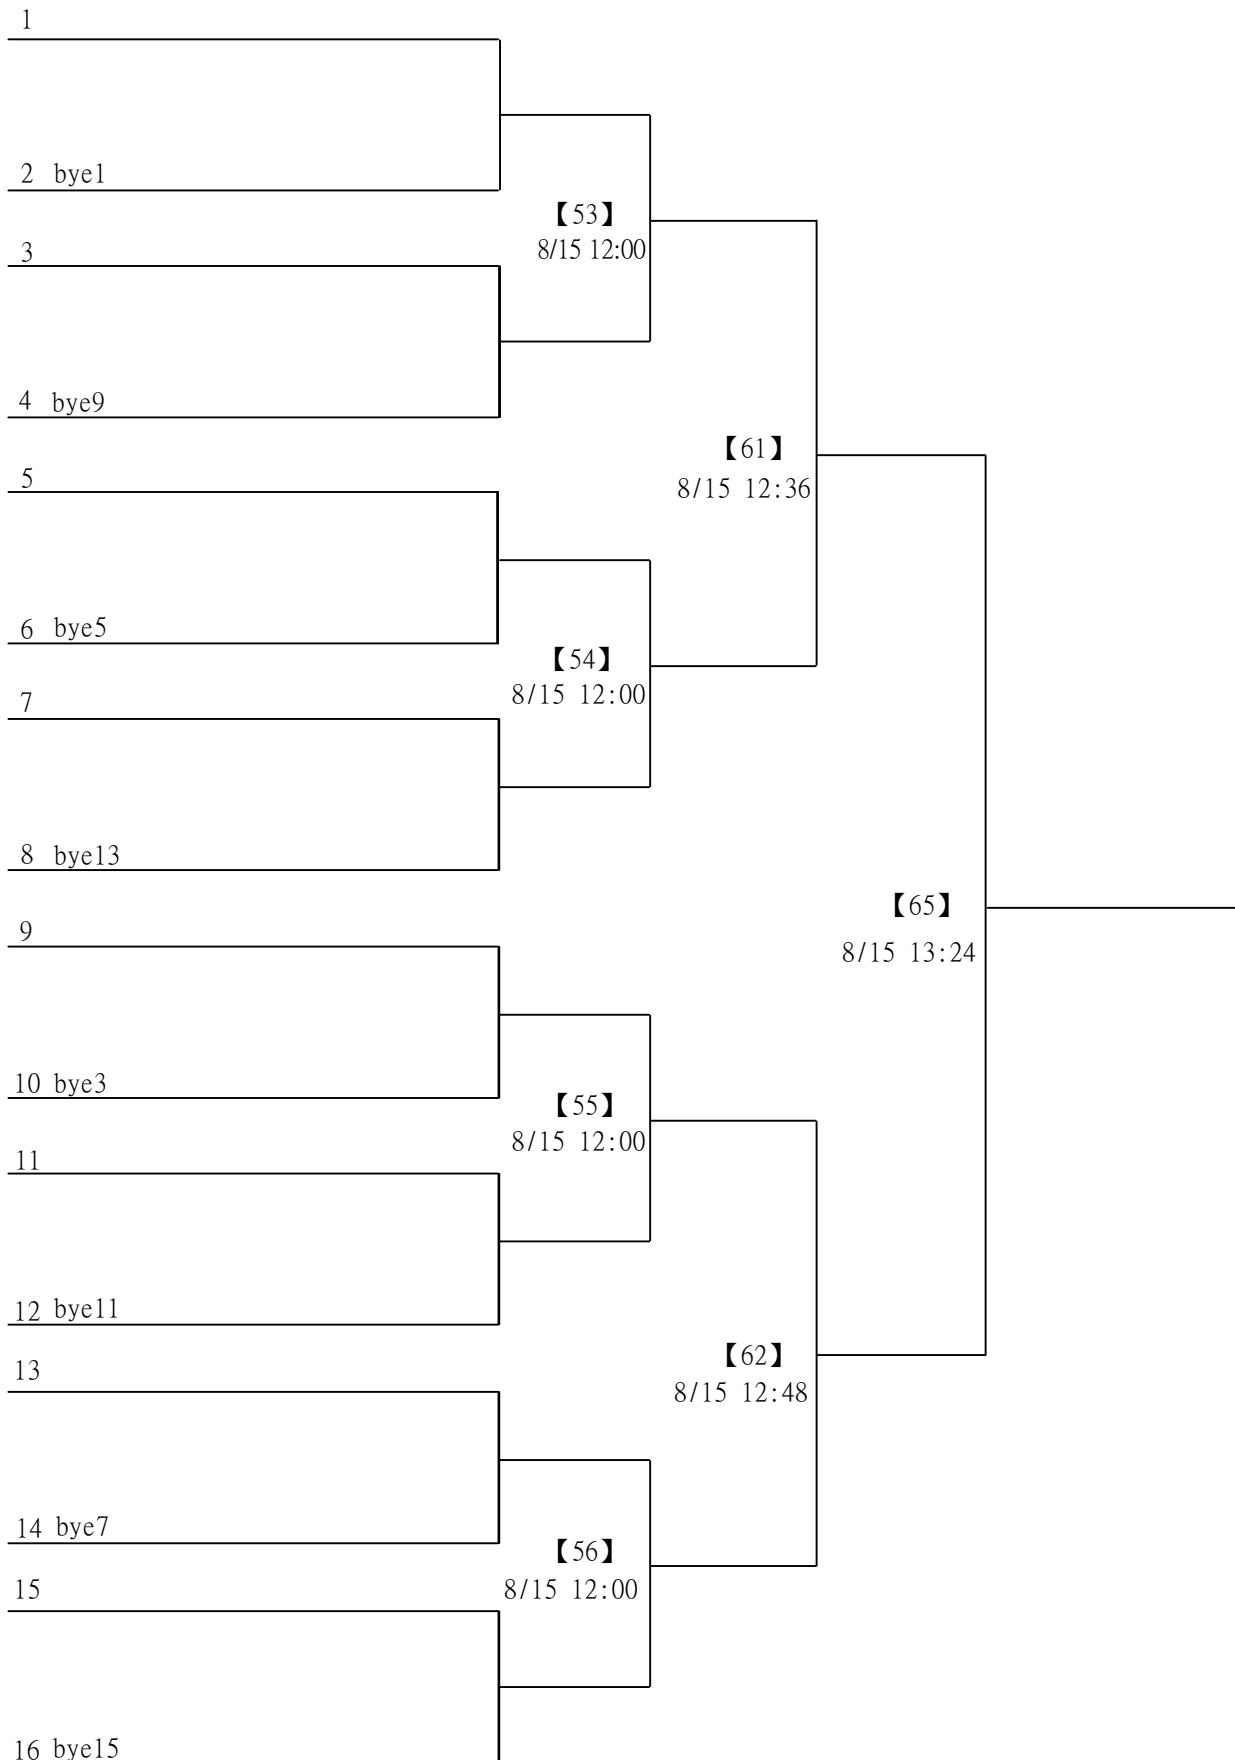 1
2 bye1
【53】
8/15 12:00
3
4 bye9
【61】
8/15 12:36
5
6 bye5
【54】
8/15 12:00
7
8 bye13
【65】
8/15 13:24
9
10 bye3
【55】
8/15 12:00
11
12 bye11
【62】
8/15 12:48
13
14 bye7
【56】
8/15 12:00
15
16 bye15